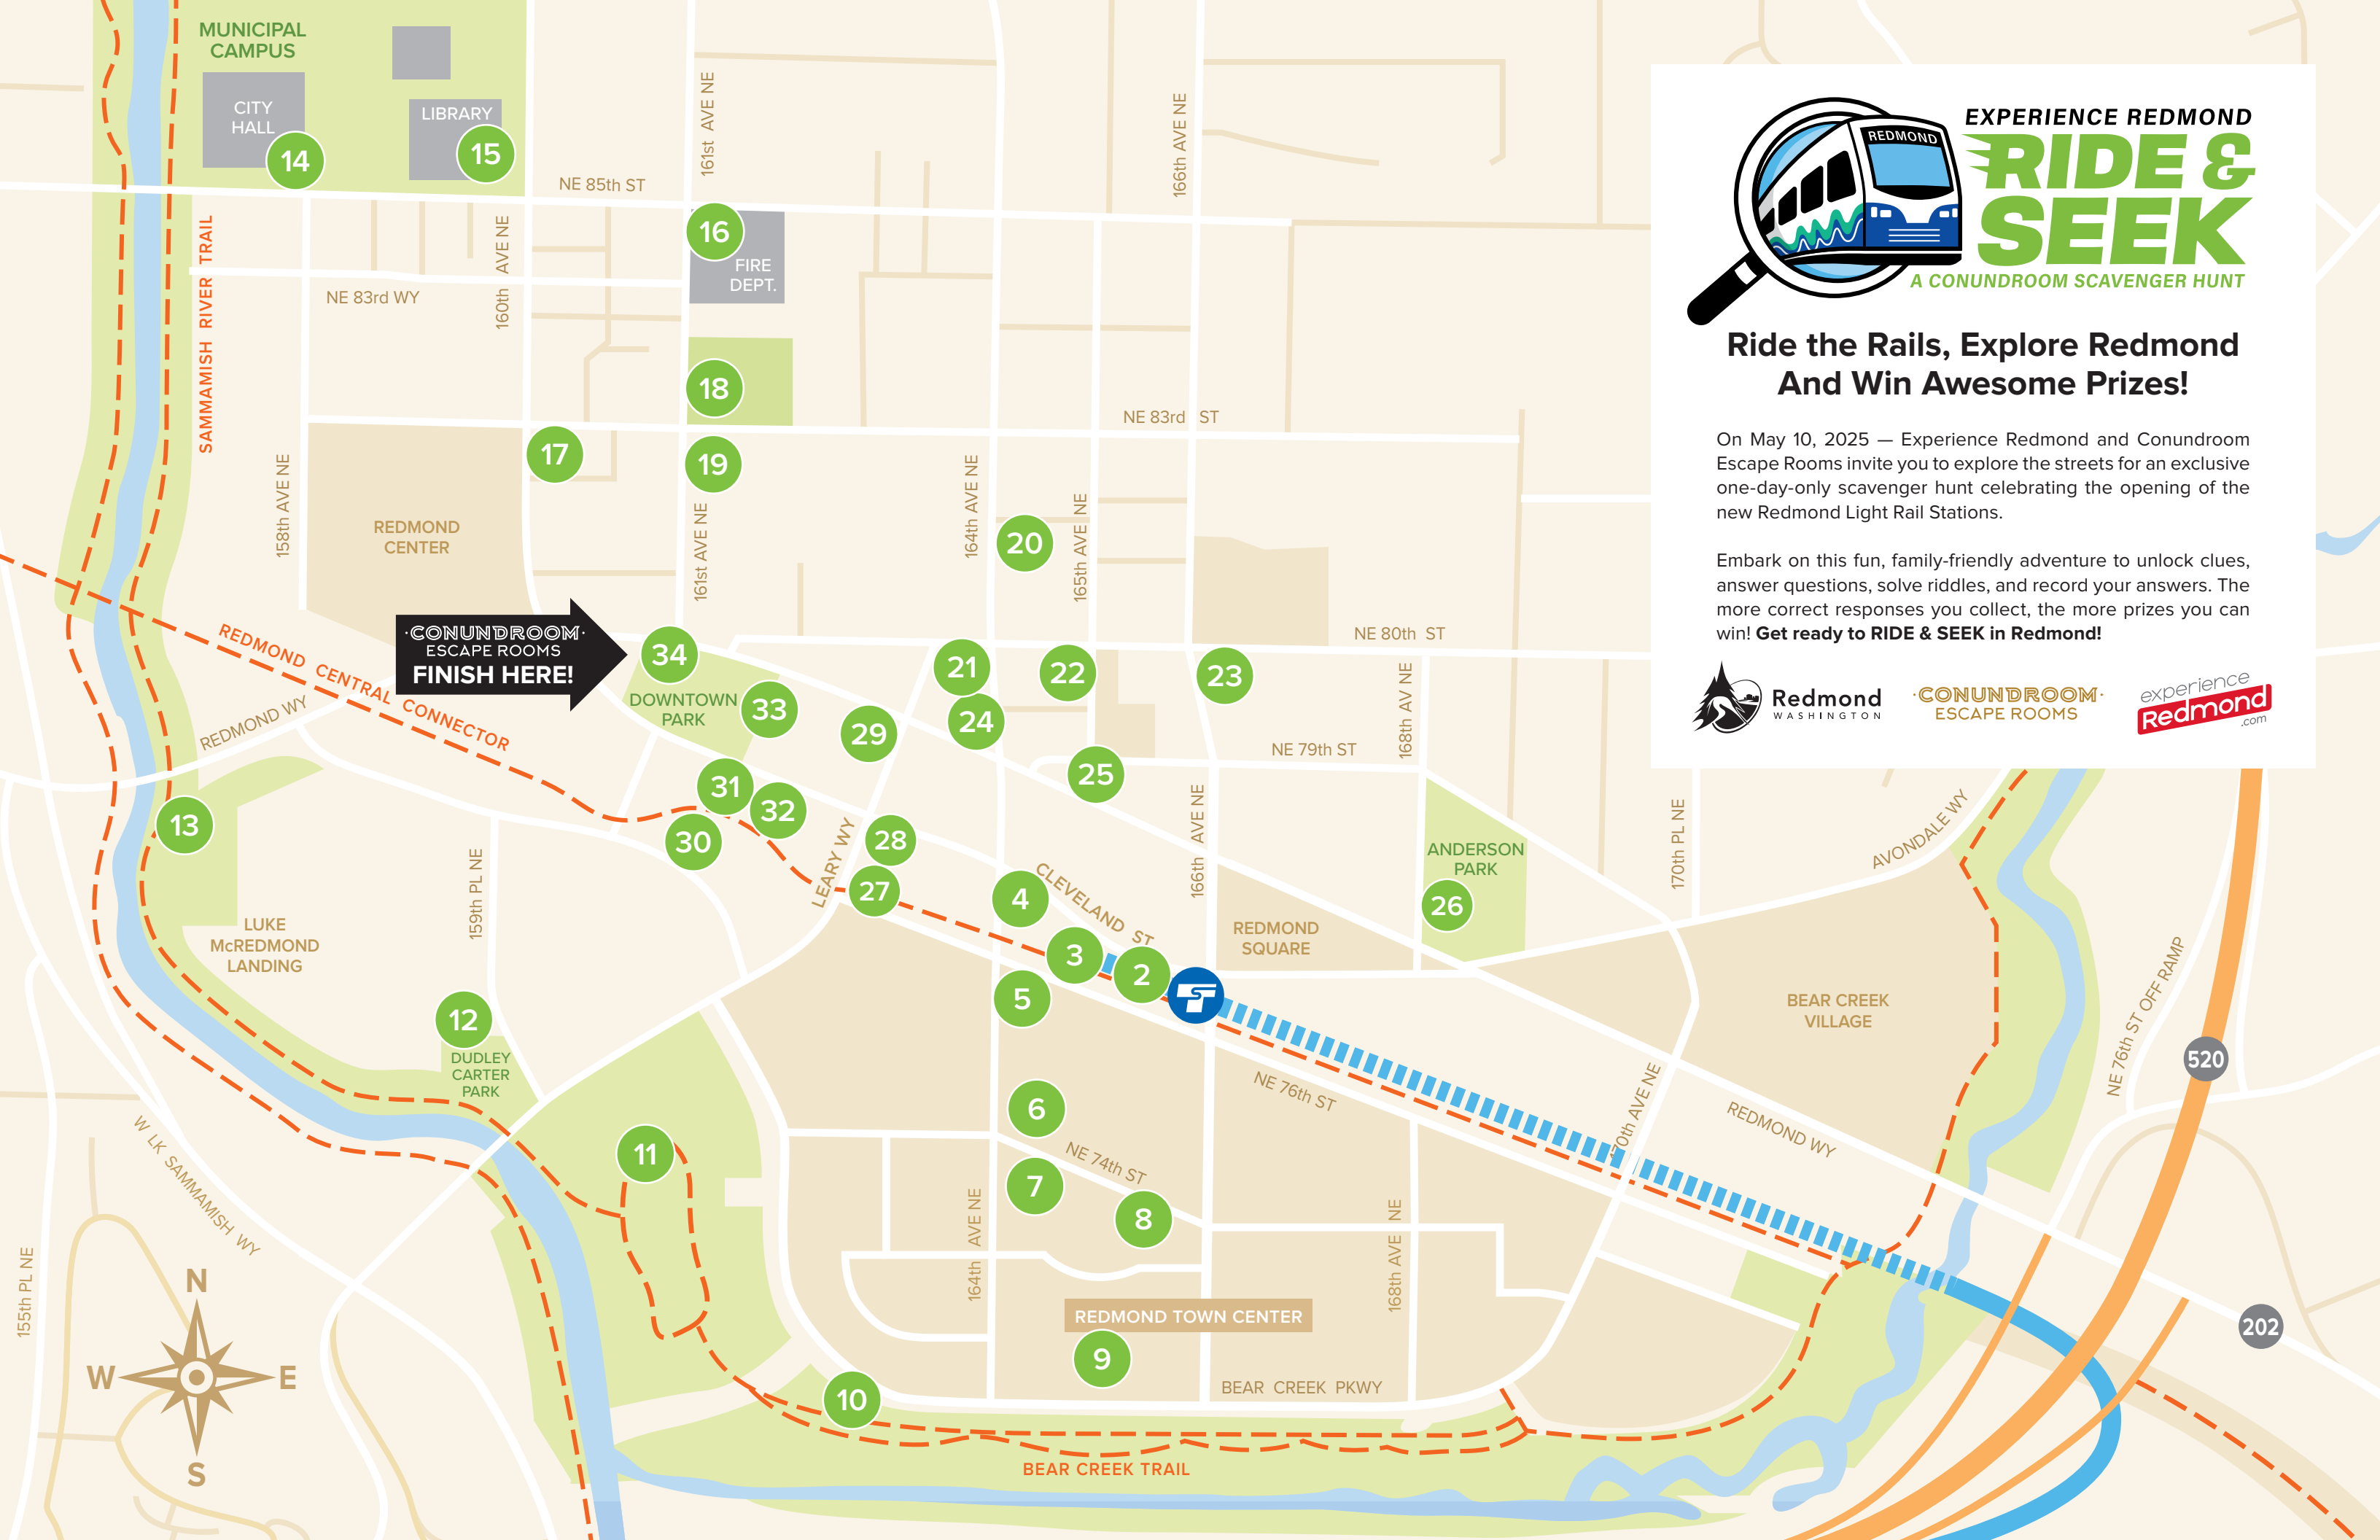 MUNICIPAL
CAMPUS
CITY
HALL
14
LIBRARY
15
NE 85th ST
161st AVE NE
166th AVE NE
SAMMAMISH RIVER TRAIL
160th AVE NE
NE 83rd WY
16
FIRE
DEPT.
18
NE 83rd ST
17
19
158th AVE NE
REDMOND
CENTER
161st AVE NE
164th AVE NE
20
165th AVE NE
NE 80th ST
REDMOND CENTRAL CONNECTOR
REDMOND WY
CONUNDROOM
ESCAPE ROOMS
FINISH HERE!
34
DOWNTOWN
PARK
33
29
21
24
22
23
25
NE 79th ST
168th AV NE
13
31
32
30
28
27
LEARY WY
159th PL NE
LUKE
McREDMOND
LANDING
12
DUDLEY
CARTER
PARK
4
CLEVELAND ST
3
2
5
T
S
166th AVE NE
REDMOND
SQUARE
ANDERSON
PARK
26
170th PL NE
AVONDALE WY
BEAR CREEK
VILLAGE
NE 76th ST OFF RAMP
520
NE 76th ST
170th AVE NE
REDMOND WY
6
NE 74th ST
7
8
11
W LK SAMMAMISH WY
155th PL NE
164th AVE NE
168th AVE NE
REDMOND TOWN CENTER
9
202
10
BEAR CREEK PKWY
BEAR CREEK TRAIL
N
W
E
S
REDMOND
EXPERIENCE REDMOND
RIDE &
SEEK
A CONUNDROOM SCAVENGER HUNT
Ride the Rails, Explore Redmond
And Win Awesome Prizes!
On May 10, 2025 — Experience Redmond and Conundroom
Escape Rooms invite you to explore the streets for an exclusive
one-day-only scavenger hunt celebrating the opening of the
new Redmond Light Rail Stations.
Embark on this fun, family-friendly adventure to unlock clues,
answer questions, solve riddles, and record your answers. The
more correct responses you collect, the more prizes you can
win! Get ready to RIDE & SEEK in Redmond!
Redmond
WASHINGTON
CONUNDROOM
ESCAPE ROOMS
experience
Redmond
.com